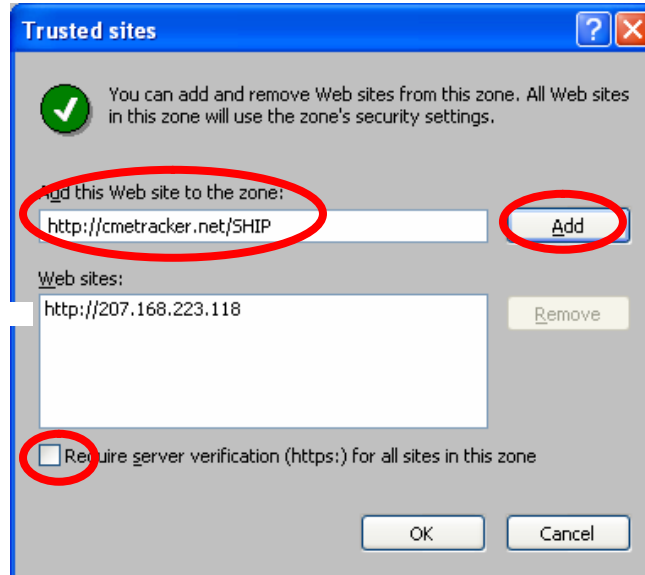 Trusted sites
You can add and remove Web sites from this zone. All Web sites
in this zone will use the zone's security settings.
Add this Web site to the zone:
http://cmetracker.net/SHIP
Add
Web sites:
http://207.168.223.118
Remove
Require server verification (https:) for all sites in this zone
OK
Cancel